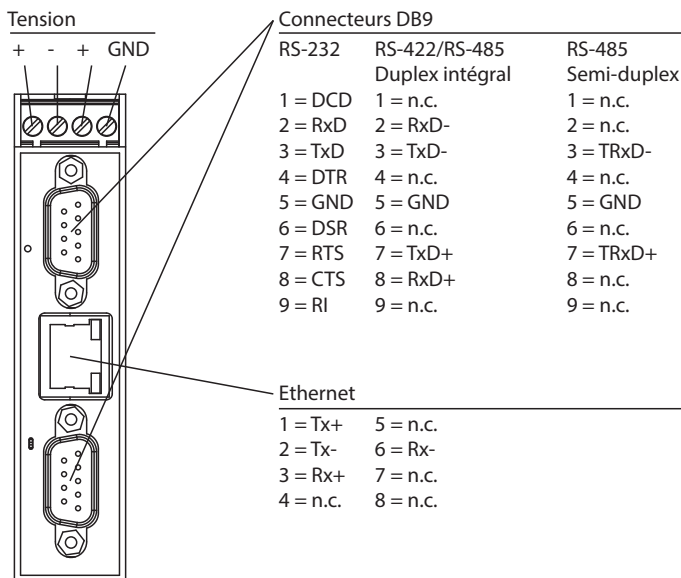 Tension
+ - + GND
Connecteurs DB9
RS-232 RS-422/RS-485 RS-485
Duplex intégral Semi-duplex
1 = DCD 1 = n.c. 1 = n.c.
2 = RxD 2 = RxD- 2 = n.c.
3 = TxD 3 = TxD- 3 = TRxD-
4 = DTR 4 = n.c. 4 = n.c.
5 = GND 5 = GND 5 = GND
6 = DSR 6 = n.c. 6 = n.c.
7 = RTS 7 = TxD+ 7 = TRxD+
8 = CTS 8 = RxD+ 8 = n.c.
9 = RI 9 = n.c. 9 = n.c.
Ethernet
1 = Tx+ 5 = n.c.
2 = Tx- 6 = Rx-
3 = Rx+ 7 = n.c.
4 = n.c. 8 = n.c.